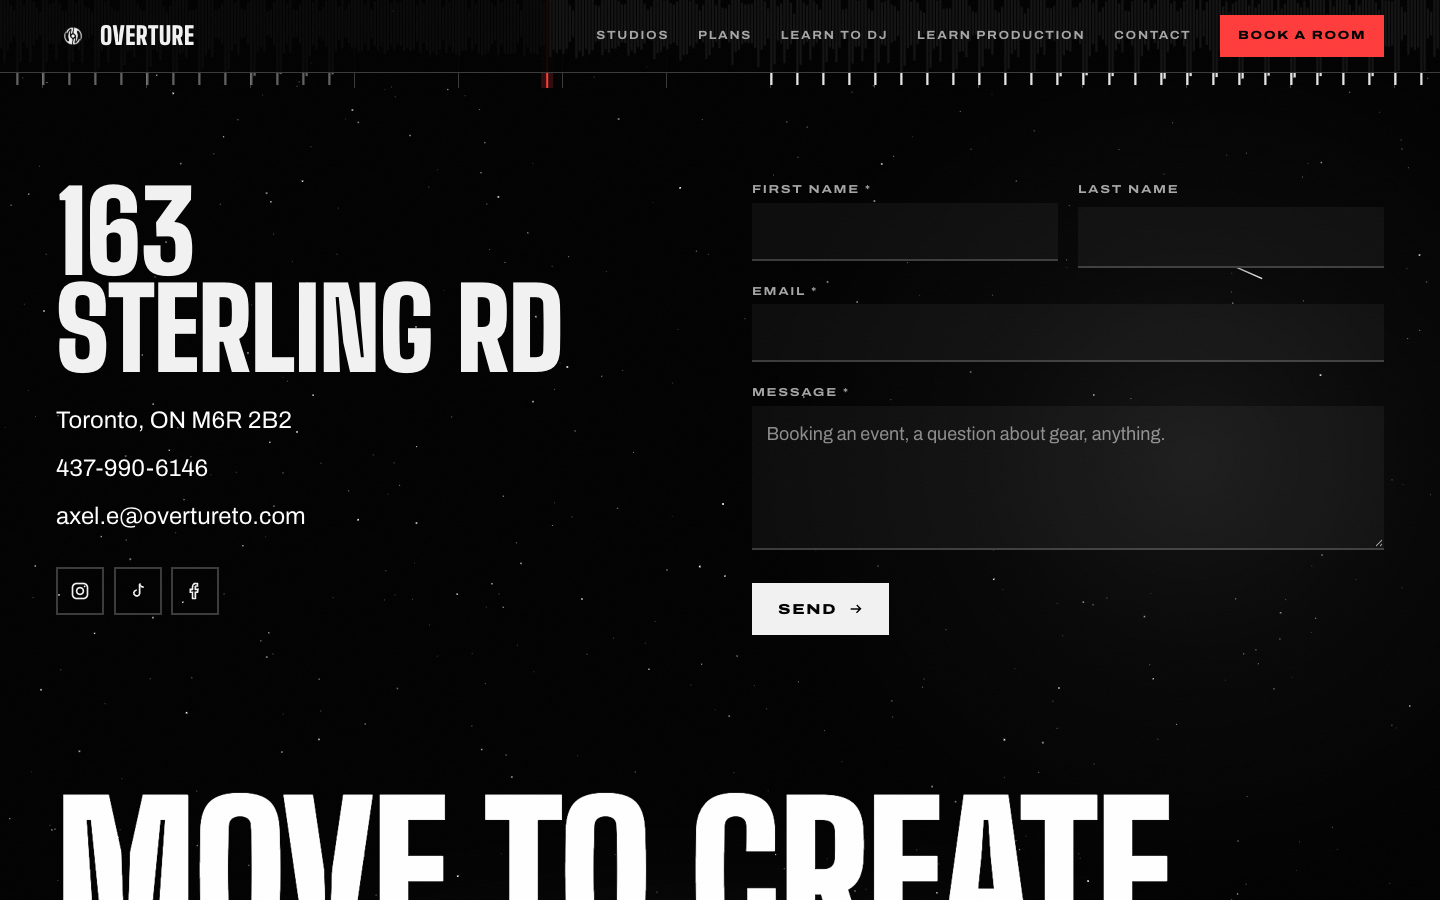 OVERTURE
STUDIOS PLANS LEARN TO DJ LEARN PRODUCTION CONTACT BOOK A ROOM
163
STERLING RD
Toronto, ON M6R 2B2
437-990-6146
axel.e@overtureto.com
FIRST NAME *
LAST NAME
EMAIL *
MESSAGE *
Booking an event, a question about gear, anything.
SEND →
MOVE TO CREATE